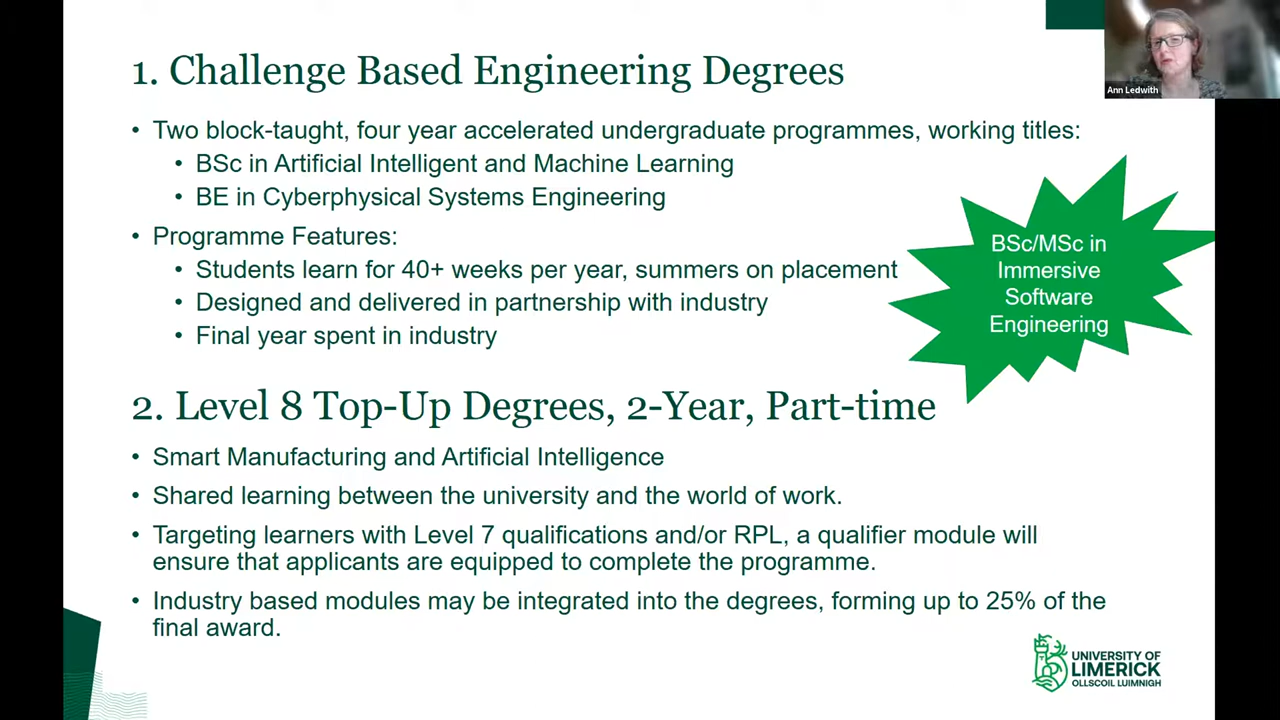 1. Challenge Based Engineering Degrees
Ann Ledwith
• Two block-taught, four year accelerated undergraduate programmes, working titles:
• BSc in Artificial Intelligent and Machine Learning
• BE in Cyberphysical Systems Engineering
• Programme Features:
• Students learn for 40+ weeks per year, summers on placement
• Designed and delivered in partnership with industry
• Final year spent in industry
BSc/MSc in
Immersive
Software
Engineering
2. Level 8 Top-Up Degrees, 2-Year, Part-time
• Smart Manufacturing and Artificial Intelligence
• Shared learning between the university and the world of work.
• Targeting learners with Level 7 qualifications and/or RPL, a qualifier module will
ensure that applicants are equipped to complete the programme.
• Industry based modules may be integrated into the degrees, forming up to 25% of the
final award.
UNIVERSITY OF
LIMERICK
OLLSCOIL LUIMNIGH